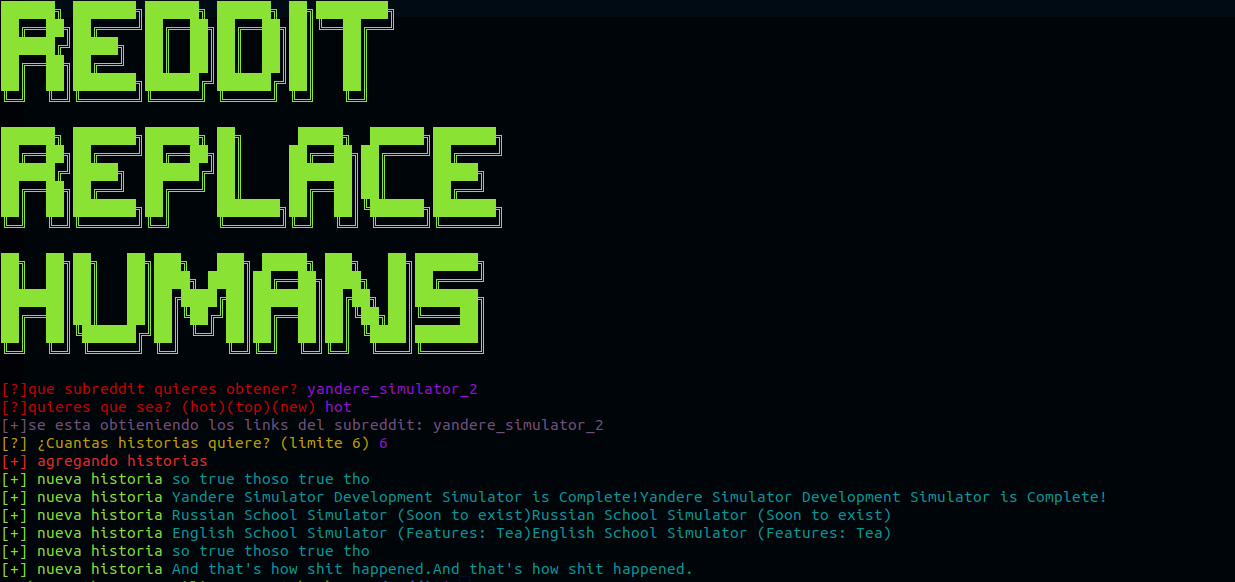 REDDIT
REPLACE
HUMANS
[?]que subreddit quieres obtener? yandere_simulator_2
[?]quieres que sea? (hot)(top)(new) hot
[+]se esta obtieniendo los links del subreddit: yandere_simulator_2
[?] ¿Cuantas historias quiere? (limite 6) 6
[+] agregando historias
[+] nueva historia so true thoso true tho
[+] nueva historia Yandere Simulator Development Simulator is Complete!Yandere Simulator Development Simulator is Complete!
[+] nueva historia Russian School Simulator (Soon to exist)Russian School Simulator (Soon to exist)
[+] nueva historia English School Simulator (Features: Tea)English School Simulator (Features: Tea)
[+] nueva historia so true thoso true tho
[+] nueva historia And that's how shit happened.And that's how shit happened.